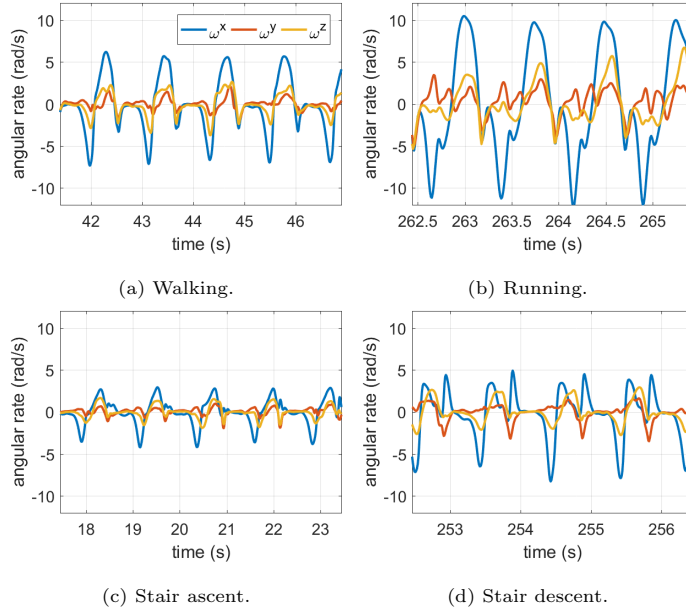 10
5
0
-5
-10
angular rate (rad/s)
ω^x ω^y ω^z
42 43 44 45 46
time (s)
(a) Walking.
10
5
0
-5
-10
angular rate (rad/s)
262.5 263 263.5 264 264.5 265
time (s)
(b) Running.
10
5
0
-5
-10
angular rate (rad/s)
18 19 20 21 22 23
time (s)
(c) Stair ascent.
10
5
0
-5
-10
angular rate (rad/s)
253 254 255 256
time (s)
(d) Stair descent.